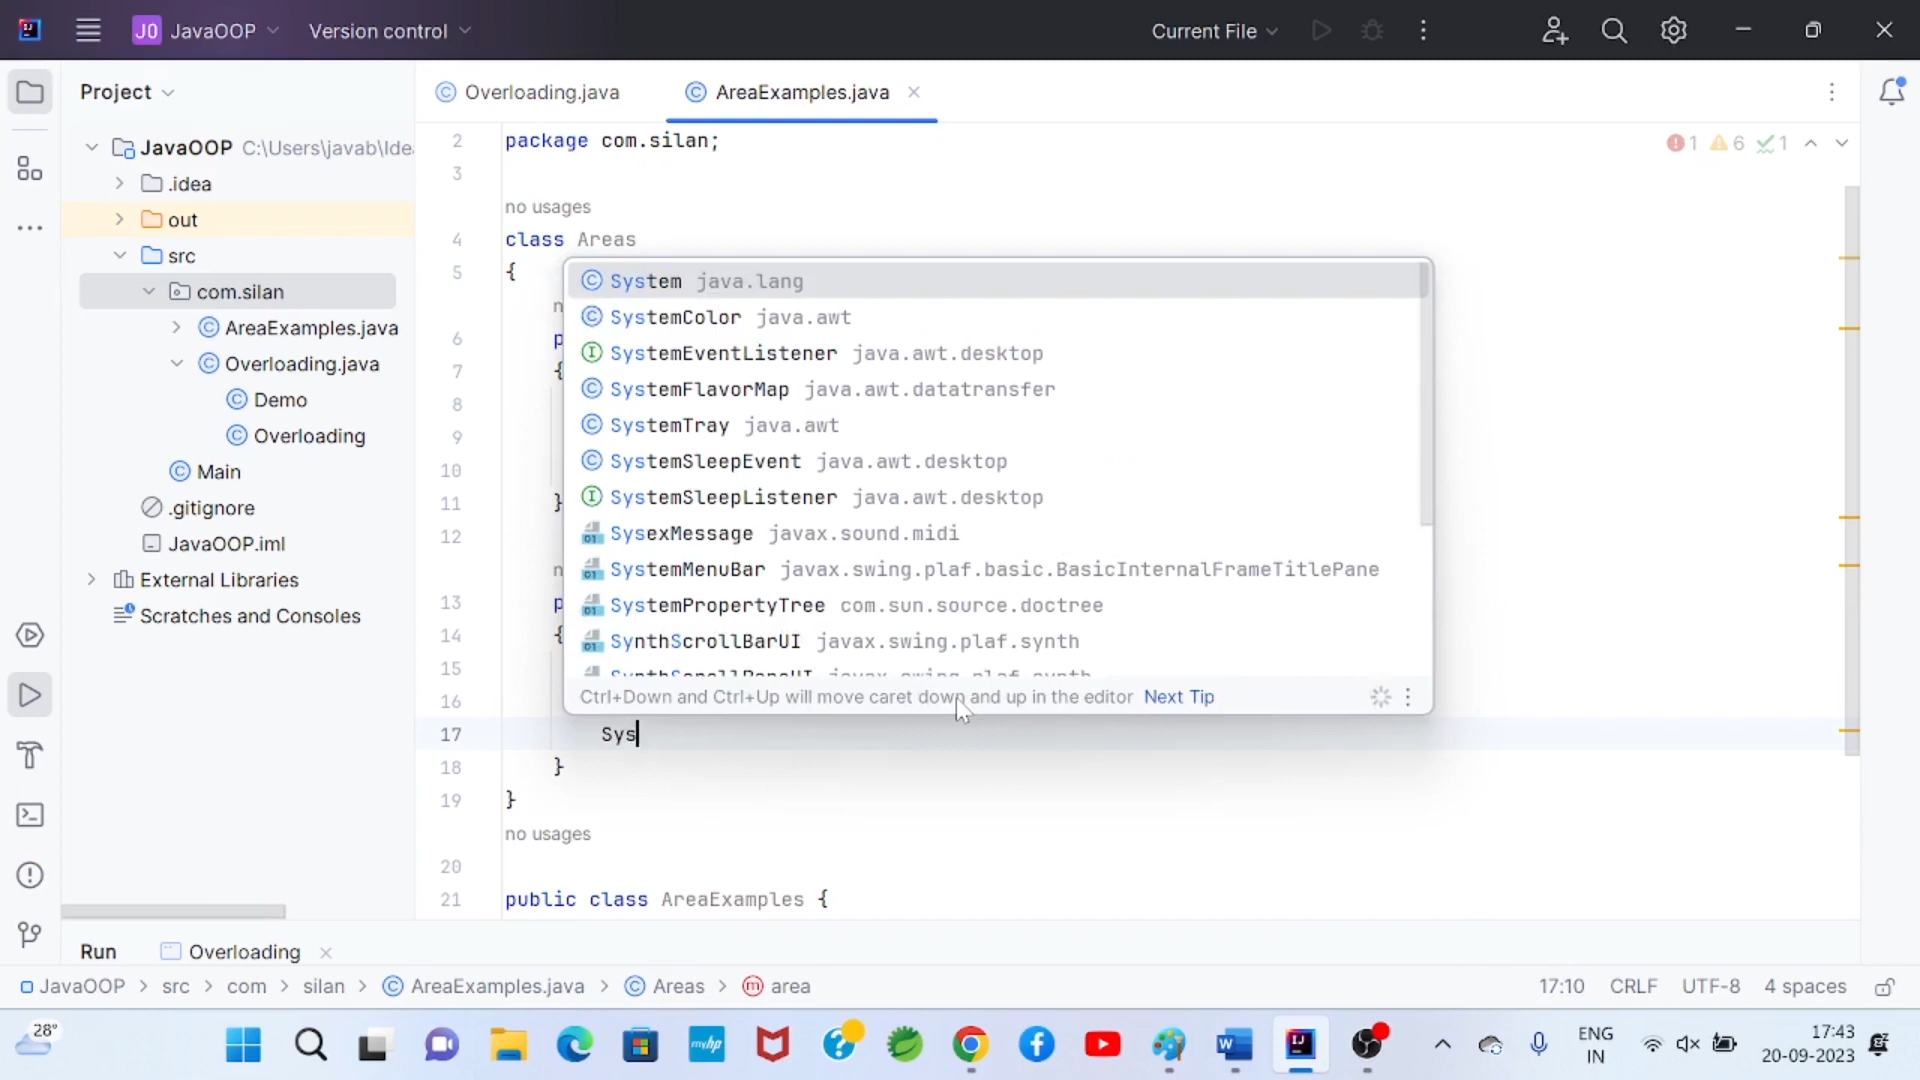 J0 JavaOOP Version control Current File
Project
Overloading.java AreaExamples.java
JavaOOP C:\Users\javab\Ide
.idea
out
src
com.silan
AreaExamples.java
Overloading.java
Demo
Overloading
Main
.gitignore
JavaOOP.iml
External Libraries
Scratches and Consoles
1 6 1
2 package com.silan;
3
no usages
4 class Areas
5 {
n
6 p
7 {
8
9
10
11 }
12
n
13 p
14 {
15
16
17 Sys
18 }
19 }
no usages
20
21 public class AreaExamples {
System java.lang
SystemColor java.awt
SystemEventListener java.awt.desktop
SystemFlavorMap java.awt.datatransfer
SystemTray java.awt
SystemSleepEvent java.awt.desktop
SystemSleepListener java.awt.desktop
SysexMessage javax.sound.midi
SystemMenuBar javax.swing.plaf.basic.BasicInternalFrameTitlePane
SystemPropertyTree com.sun.source.doctree
SynthScrollBarUI javax.swing.plaf.synth
SynthScrollPaneUI javax.swing.plaf.synth
Ctrl+Down and Ctrl+Up will move caret down and up in the editor Next Tip
Run Overloading
JavaOOP > src > com > silan > AreaExamples.java > Areas > area 17:10 CRLF UTF-8 4 spaces
28°
myhp
ENG
IN
17:43
20-09-2023